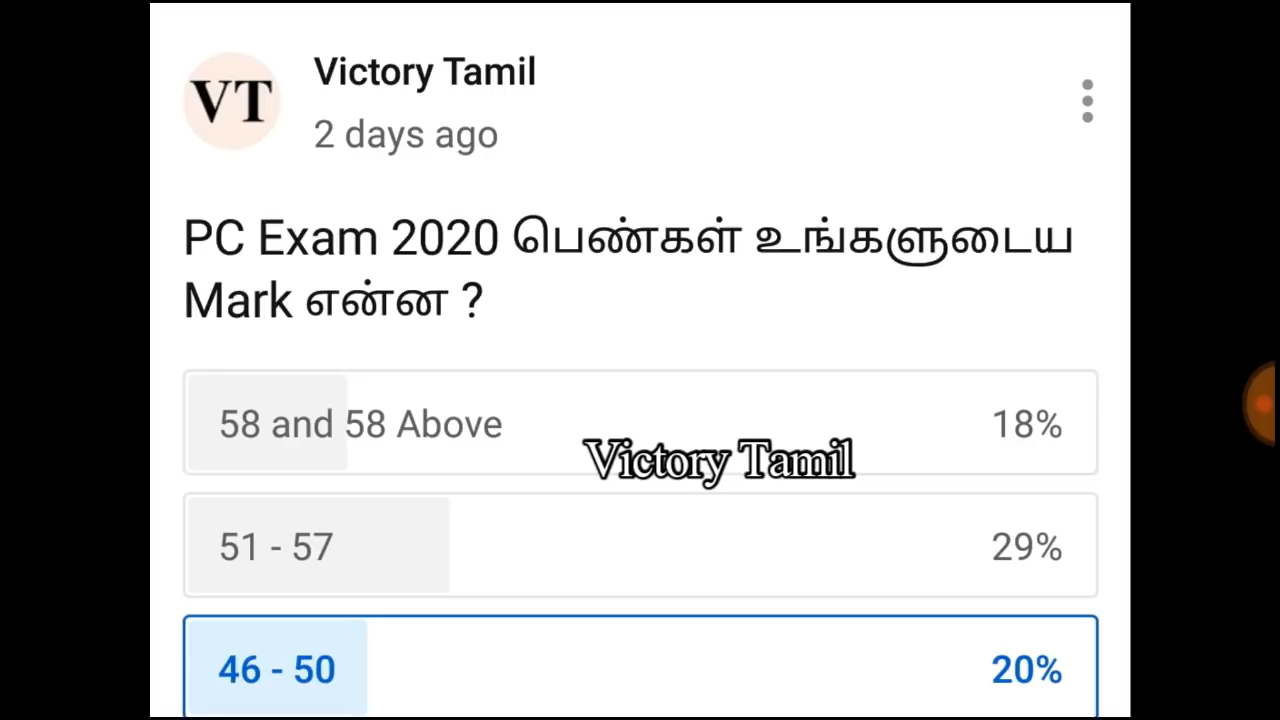 VT
Victory Tamil
2 days ago
PC Exam 2020 பெண்கள் உங்களுடைய
Mark என்ன ?
58 and 58 Above 18%
Victory Tamil
51 - 57 29%
46 - 50 20%